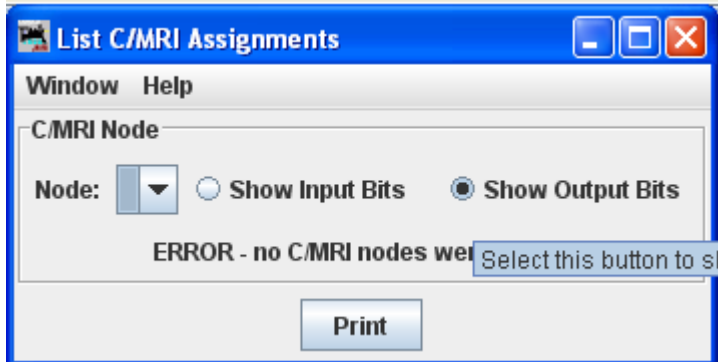 List C/MRI Assignments
Window Help
C/MRI Node
Node: Show Input Bits Show Output Bits
ERROR - no C/MRI nodes
Select this button to
Print